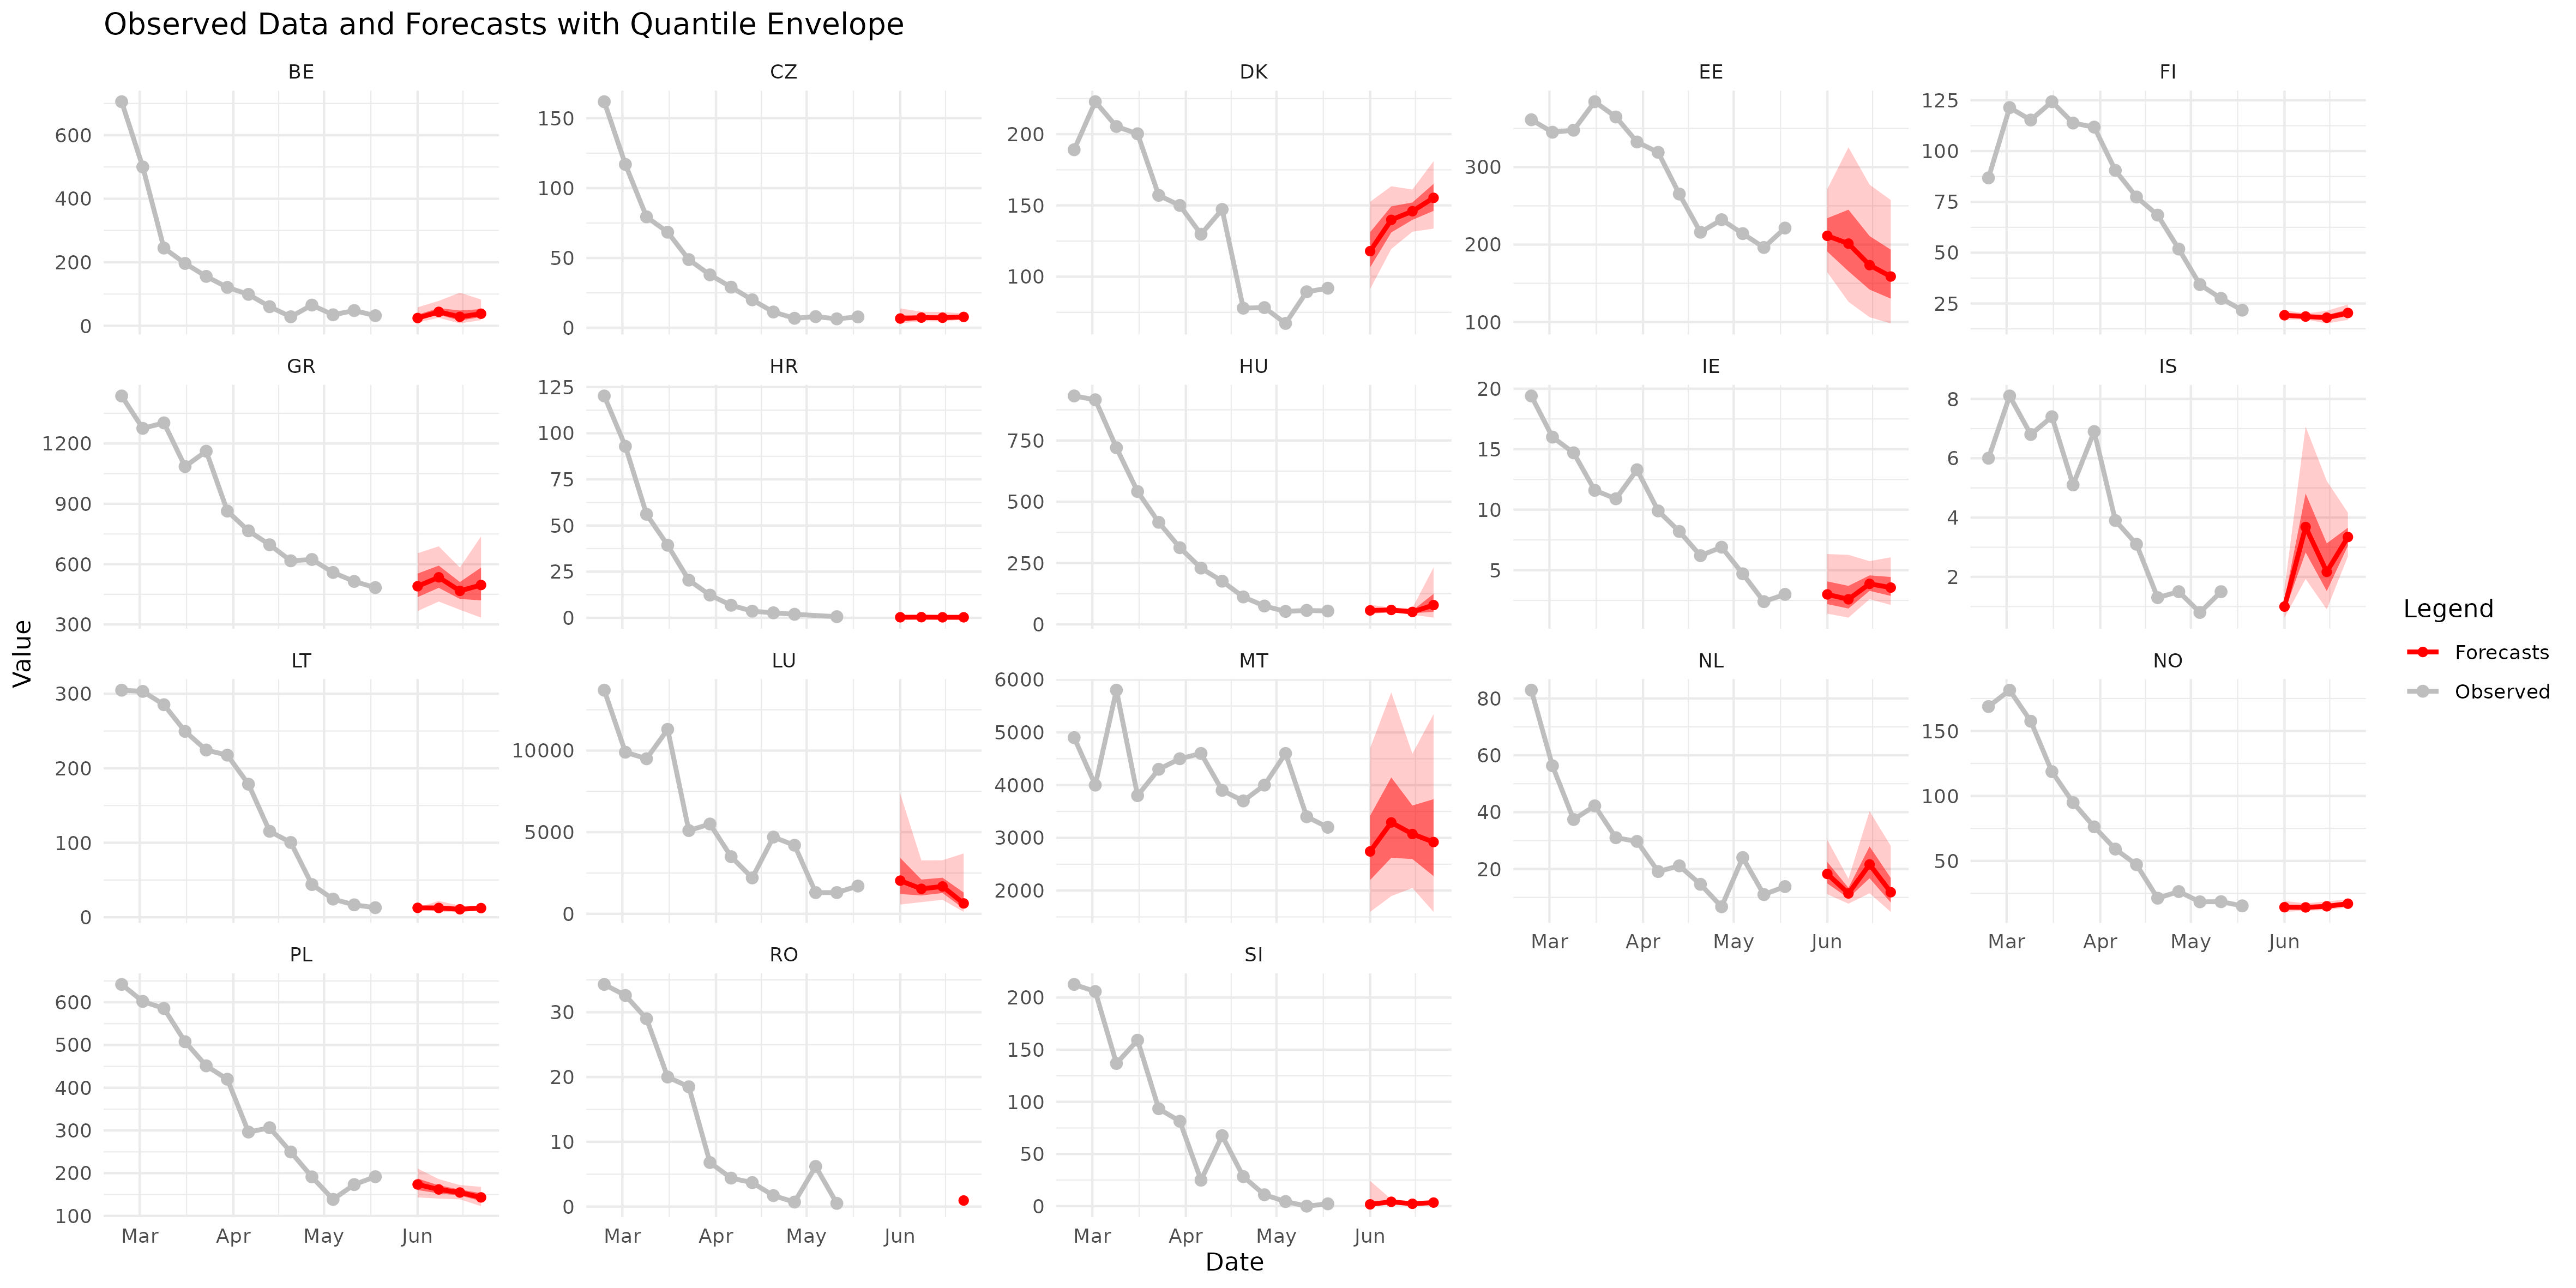 Observed Data and Forecasts with Quantile Envelope
BE
CZ
DK
EE
FI
600
400
200
0
150
100
50
0
200
150
100
300
200
100
125
100
75
50
25
GR
HR
HU
IE
IS
1200
900
600
300
125
100
75
50
25
0
750
500
250
0
20
15
10
5
8
6
4
2
Value
Legend
Forecasts
Observed
LT
LU
MT
NL
NO
300
200
100
0
10000
5000
0
6000
5000
4000
3000
2000
80
60
40
20
150
100
50
Mar Apr May Jun
Mar Apr May Jun
PL
RO
SI
600
500
400
300
200
100
30
20
10
0
200
150
100
50
0
Mar Apr May Jun
Mar Apr May Jun
Mar Apr May Jun
Date